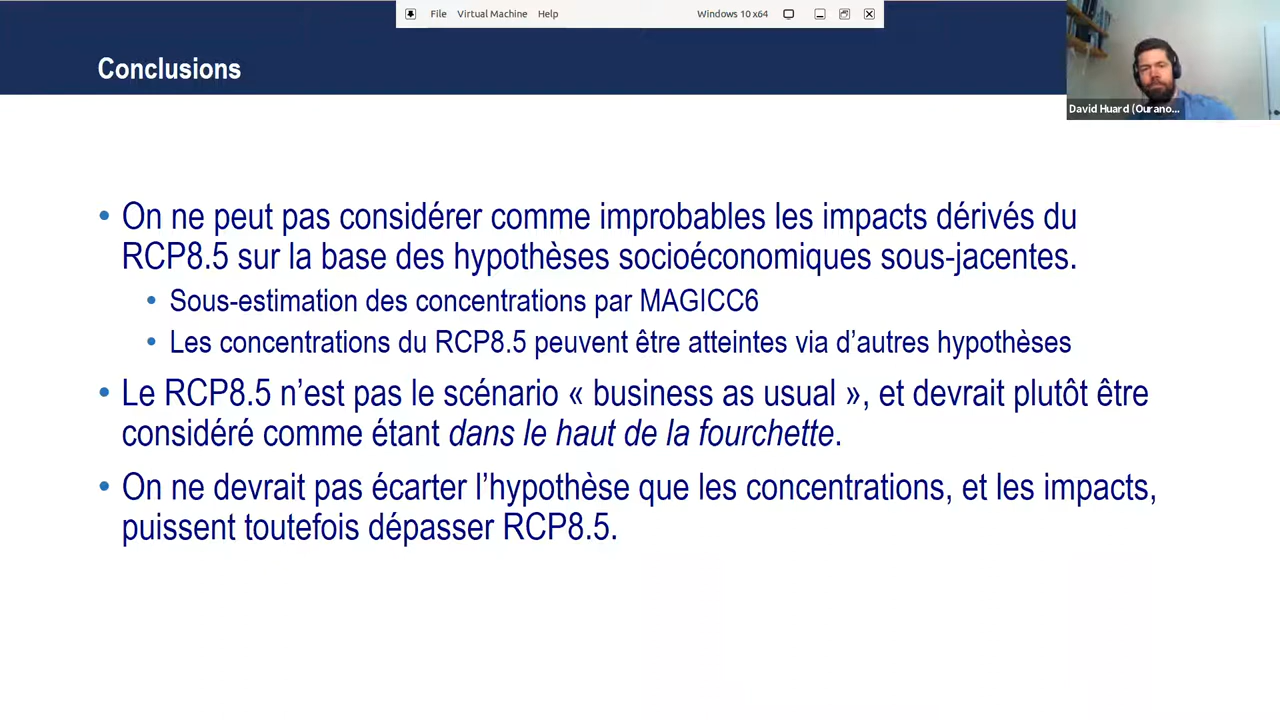 File Virtual Machine Help Windows 10 x64
Conclusions
David Huard (Ourano...
• On ne peut pas considérer comme improbables les impacts dérivés du
RCP8.5 sur la base des hypothèses socioéconomiques sous-jacentes.
• Sous-estimation des concentrations par MAGICC6
• Les concentrations du RCP8.5 peuvent être atteintes via d’autres hypothèses
• Le RCP8.5 n’est pas le scénario « business as usual », et devrait plutôt être
considéré comme étant dans le haut de la fourchette.
• On ne devrait pas écarter l’hypothèse que les concentrations, et les impacts,
puissent toutefois dépasser RCP8.5.